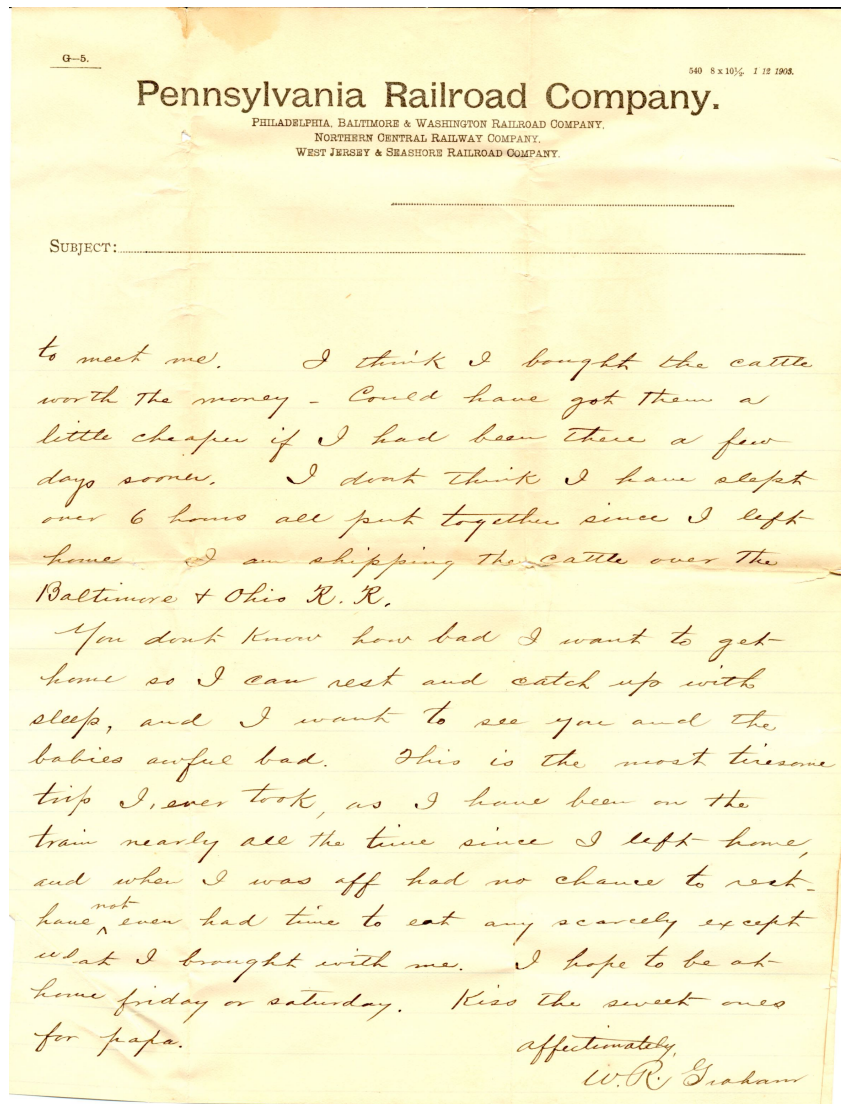 G—5.
540 8 x 10½. 1 12 1903.
Pennsylvania Railroad Company.
PHILADELPHIA, BALTIMORE & WASHINGTON RAILROAD COMPANY,
NORTHERN CENTRAL RAILWAY COMPANY,
WEST JERSEY & SEASHORE RAILROAD COMPANY.
SUBJECT:
to meet me. I think I bought the cattle
worth the money - Could have got them a
little cheaper if I had been there a few
days sooner. I dont think I have slept
over 6 hours all put together since I left
home I am shipping the cattle over the
Baltimore & Ohio R. R.
You dont know how bad I want to get
home so I can rest and catch up with
sleep, and I want to see you and the
babies awful bad. This is the most tiresome
trip I, ever took, as I have been on the
train nearly all the time since I left home,
and when I was off had no chance to rest-
have not even had time to eat any scarcely except
what I brought with me. I hope to be at
home friday or saturday. Kiss the sweet ones
for papa.
affectionately,
W. R. Graham